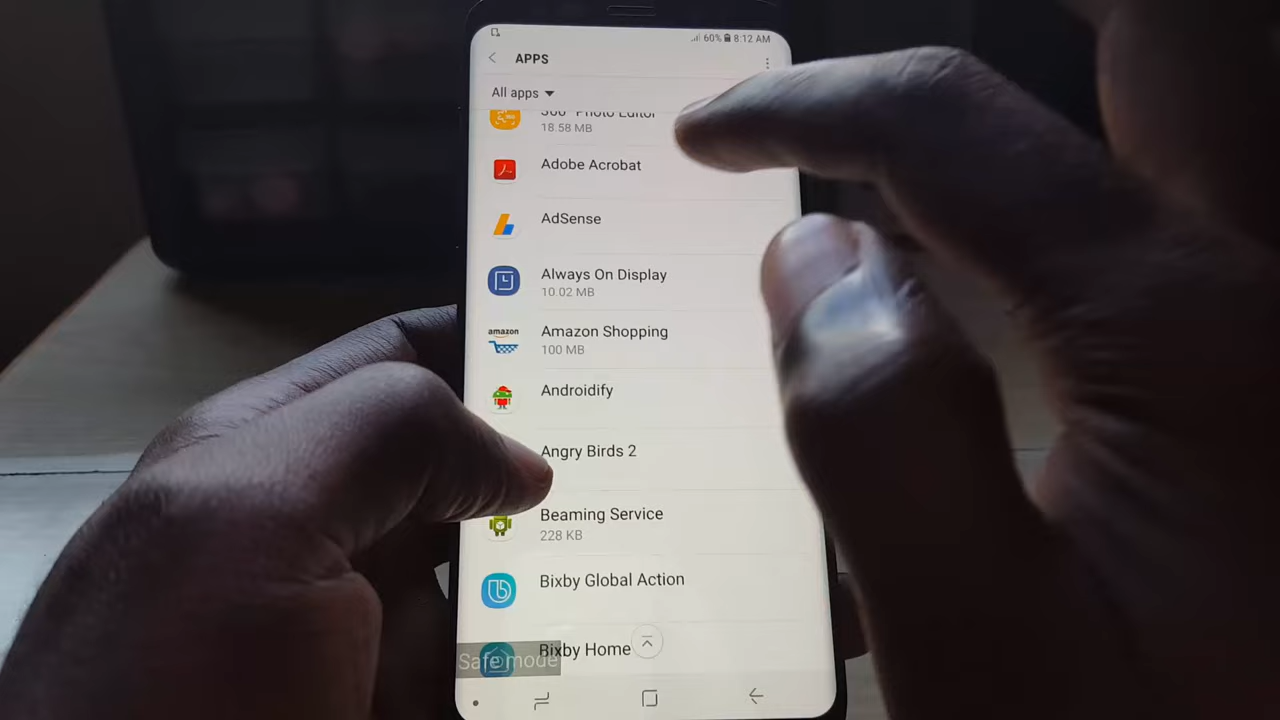 60% 8:12 AM
APPS
All apps
360° Photo Editor
18.58 MB
Adobe Acrobat
AdSense
Always On Display
10.02 MB
amazon
Amazon Shopping
100 MB
Androidify
Angry Birds 2
Beaming Service
228 KB
Bixby Global Action
Bixby Home
Safe mode